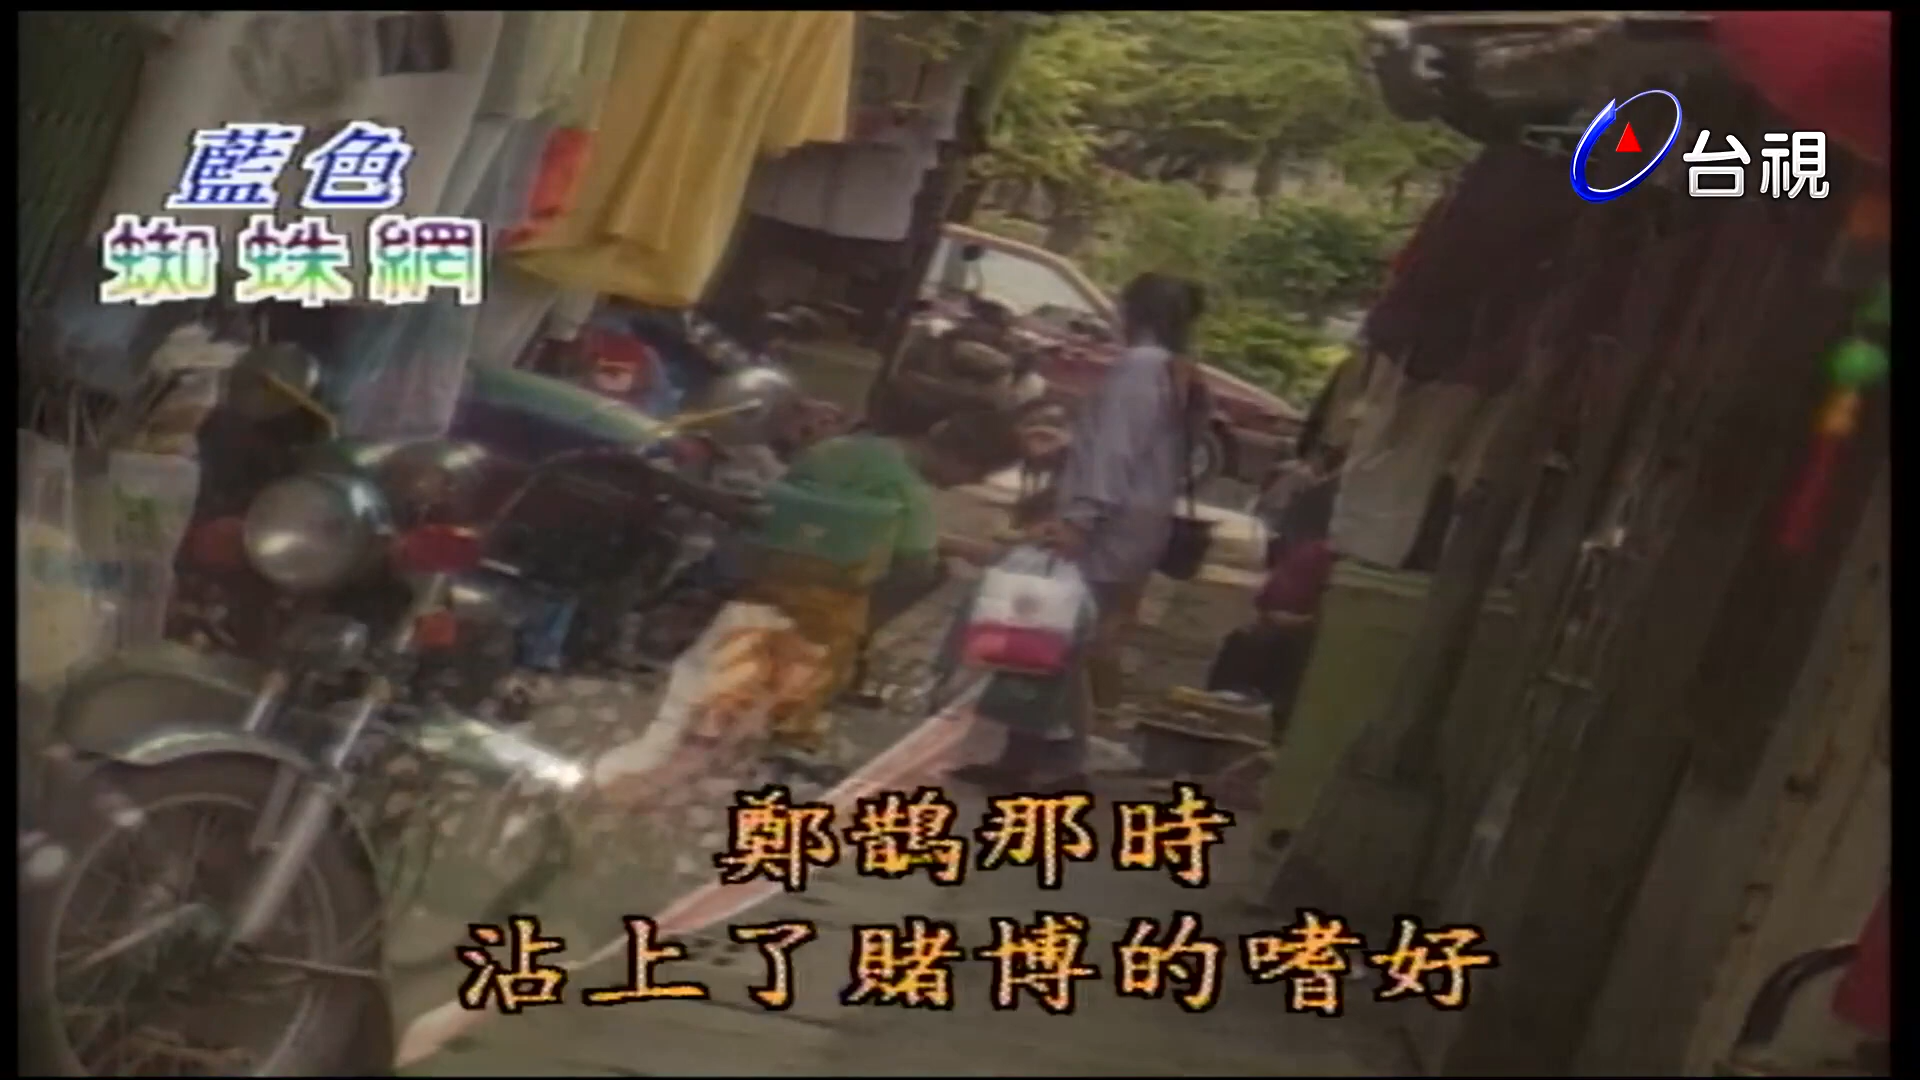 藍色
蜘蛛網
台視
鄭鵲那時
沾上了賭博的嗜好